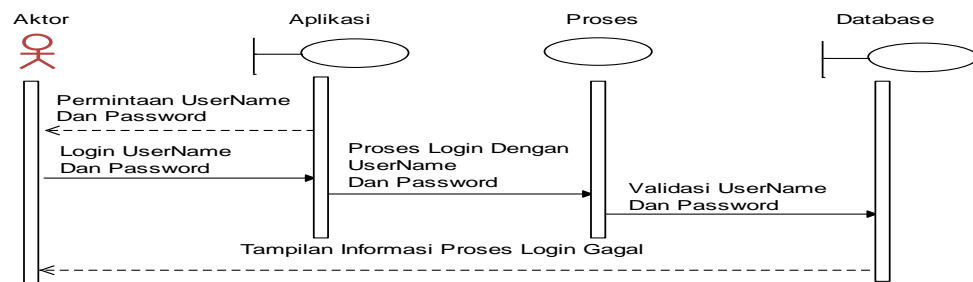 Aktor
Aplikasi
Proses
Database
Permintaan UserName
Dan Password
Login UserName
Dan Password
Proses Login Dengan
UserName
Dan Password
Validasi UserName
Dan Password
Tampilan Informasi Proses Login Gagal